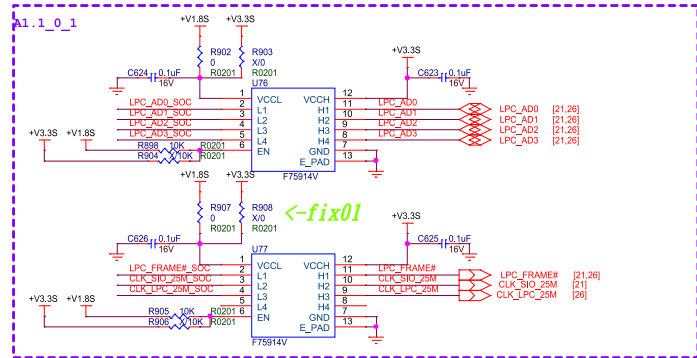 A1.1_0_1
+V1.8S +V3.3S
R902 R903
0 X/0
R0201 R0201
+V3.3S
C624 0.1uF
16V
C623 0.1uF
16V
U76
1 VCCL VCCH 12
LPC_AD0_SOC 2 L1 H1 11 LPC_AD0 LPC_AD0 [21,26]
LPC_AD1_SOC 3 L2 H2 10 LPC_AD1 LPC_AD1 [21,26]
LPC_AD2_SOC 4 L3 H3 9 LPC_AD2 LPC_AD2 [21,26]
LPC_AD3_SOC 5 L4 H4 8 LPC_AD3 LPC_AD3 [21,26]
6 EN GND 7
E_PAD 13
F75914V
+V3.3S +V1.8S
R898 10K R0201
R904 X/10K R0201
+V1.8S +V3.3S
R907 R908
0 X/0
R0201 R0201
<-fix01
+V3.3S
C626 0.1uF
16V
C625 0.1uF
16V
U77
1 VCCL VCCH 12
LPC_FRAME#_SOC 2 L1 H1 11 LPC_FRAME# LPC_FRAME# [21,26]
CLK_SIO_25M_SOC 3 L2 H2 10 CLK_SIO_25M CLK_SIO_25M [21]
CLK_LPC_25M_SOC 4 L3 H3 9 CLK_LPC_25M CLK_LPC_25M [26]
5 L4 H4 8
6 EN GND 7
E_PAD 13
F75914V
+V3.3S +V1.8S
R905 10K R0201
R906 X/10K R0201